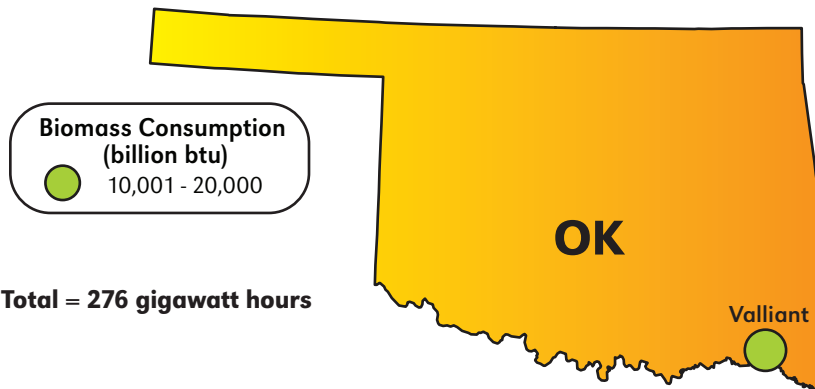 Biomass Consumption
(billion btu)
10,001 - 20,000
OK
Total = 276 gigawatt hours
Valliant